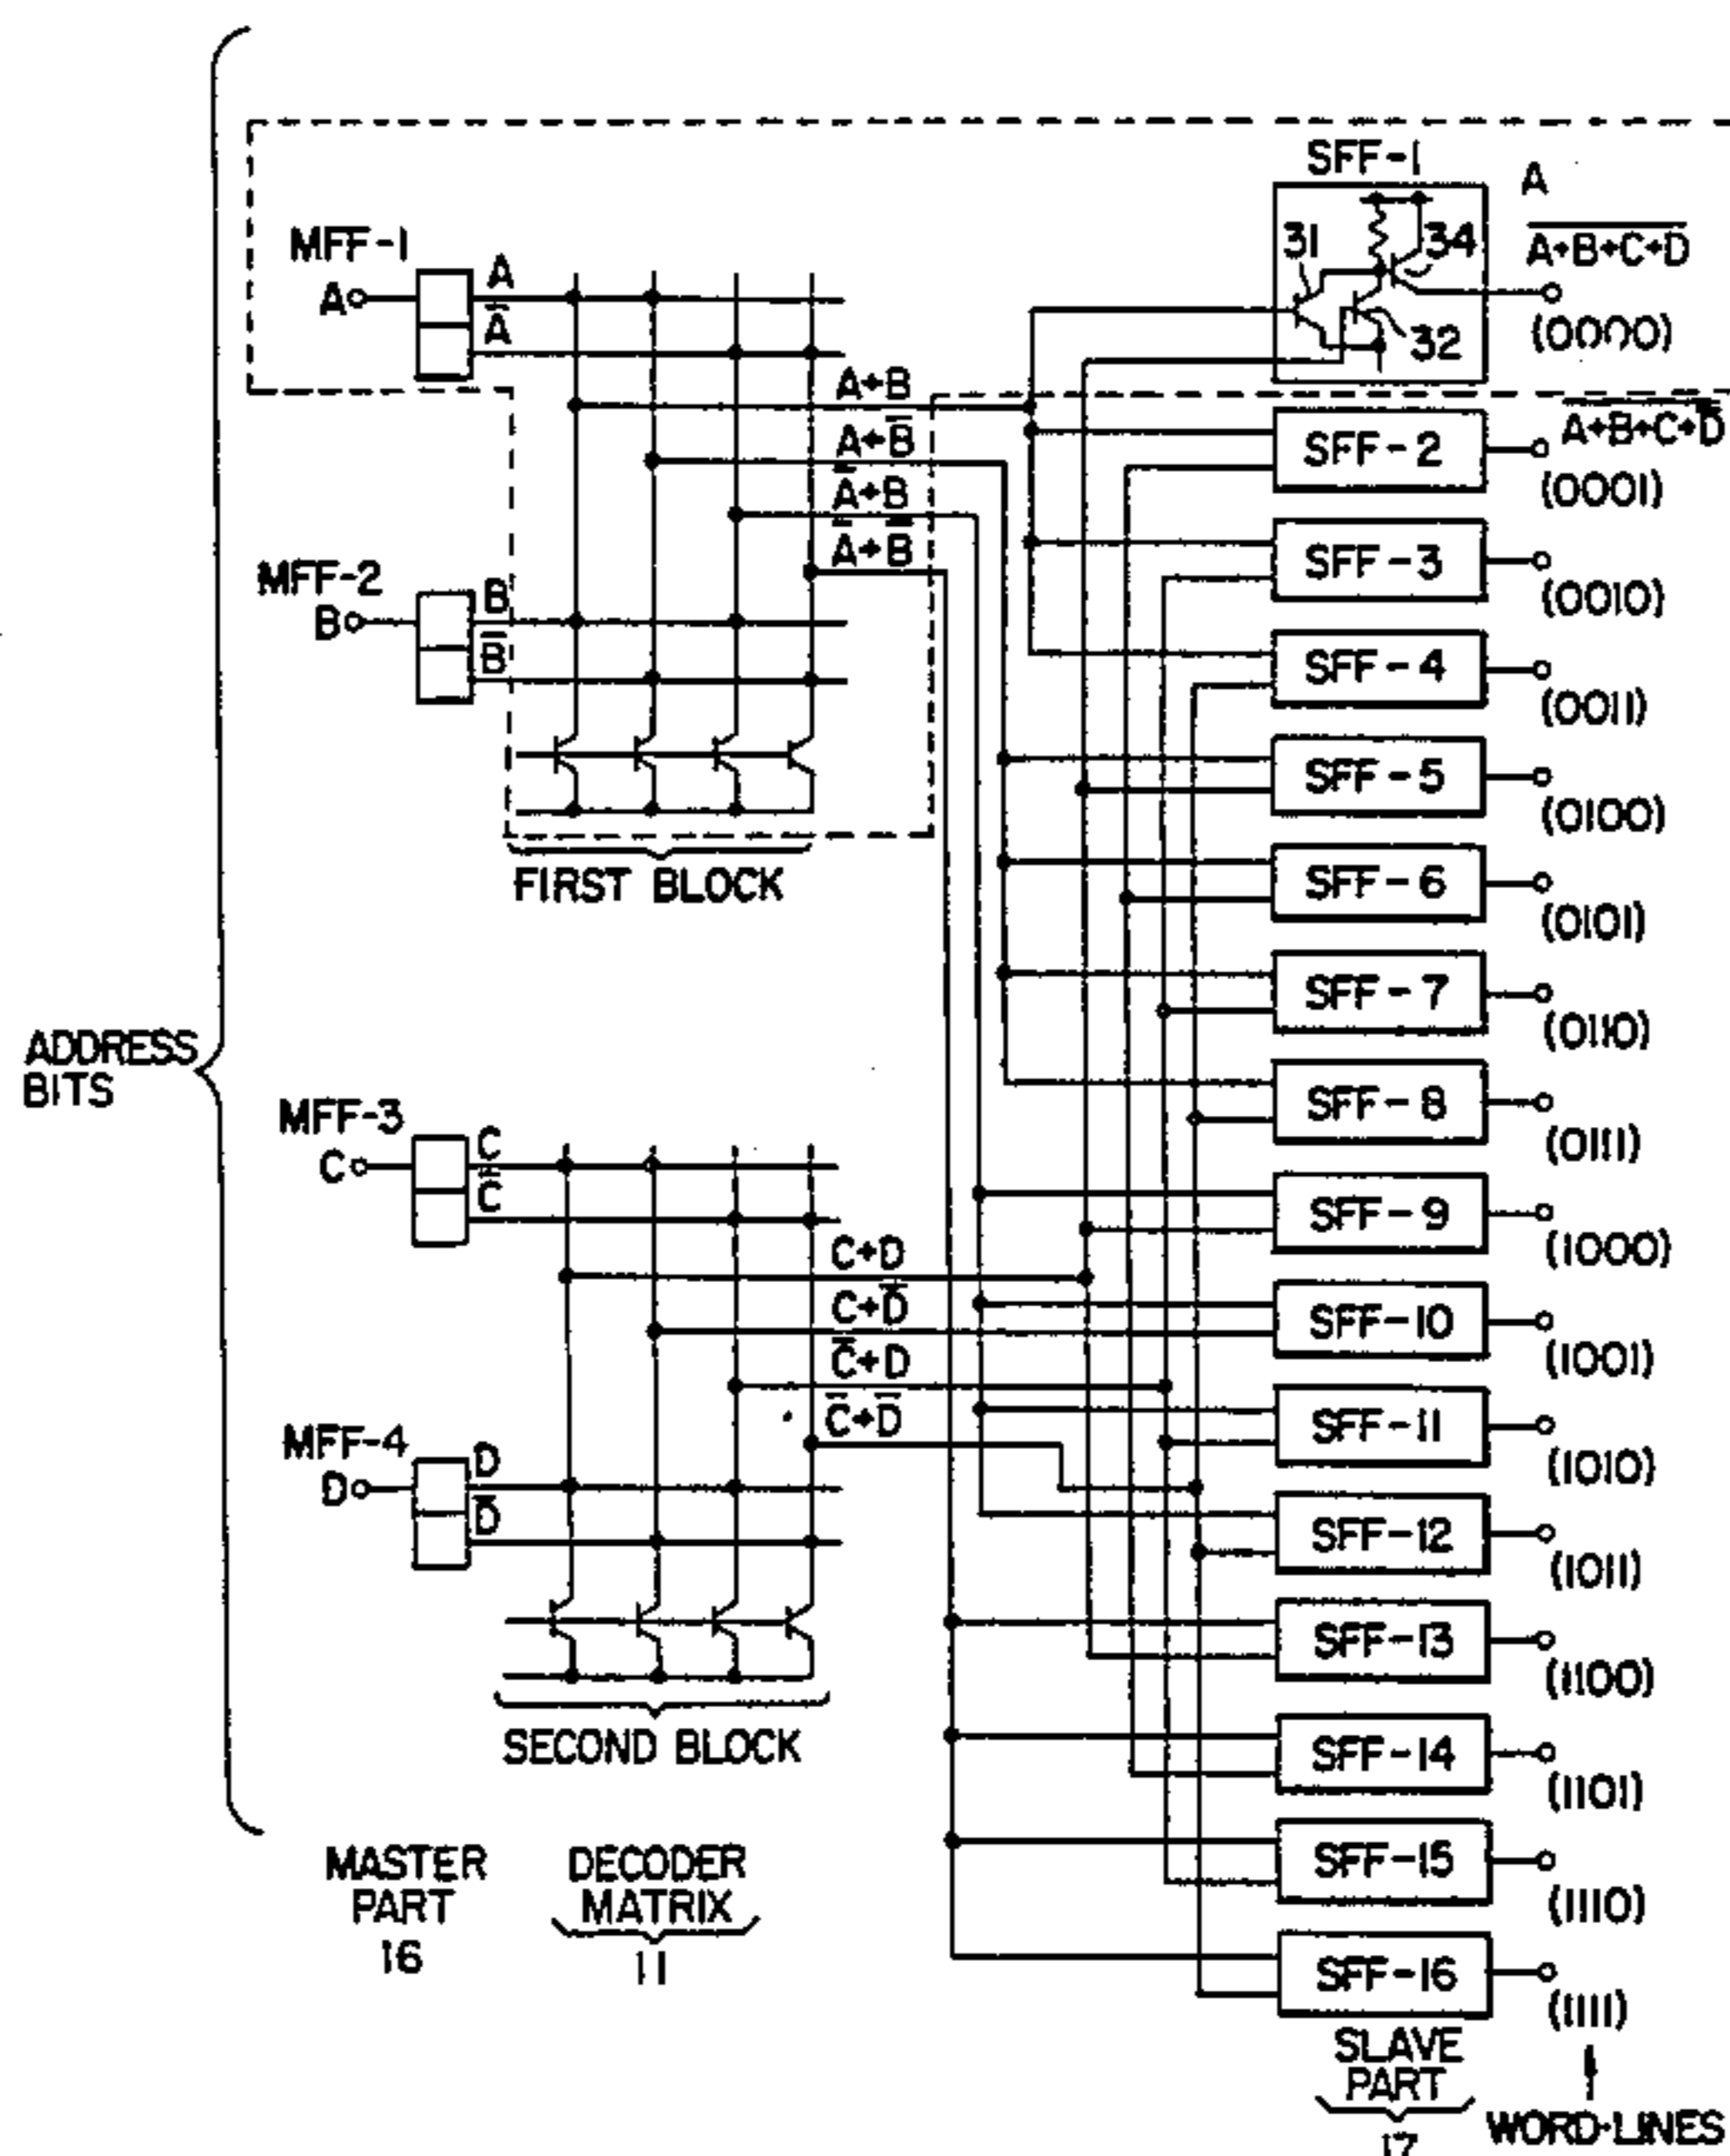 SFF-1
A
MFF-1
A
A
A̅
31
34
32
A̅+̅B̅+̅C̅+̅D̅
(0000)
A+B
A+B̅
A̅+B
A̅+B̅
SFF-2
A̅+̅B̅+̅C̅+̅D̅̅
(0001)
MFF-2
B
B
B̅
SFF-3
(0010)
SFF-4
(0011)
SFF-5
(0100)
FIRST BLOCK
SFF-6
(0101)
SFF-7
(0110)
ADDRESS
BITS
SFF-8
(0111)
MFF-3
C
C
C̅
SFF-9
(1000)
C+D
C+D̅
C̅+D
C̅+D̅
SFF-10
(1001)
SFF-11
(1010)
MFF-4
D
D
D̅
SFF-12
(1011)
SFF-13
(1100)
SECOND BLOCK
SFF-14
(1101)
SFF-15
(1110)
MASTER
PART
16
DECODER
MATRIX
11
SFF-16
(1111)
SLAVE
PART
17
WORD-LINES